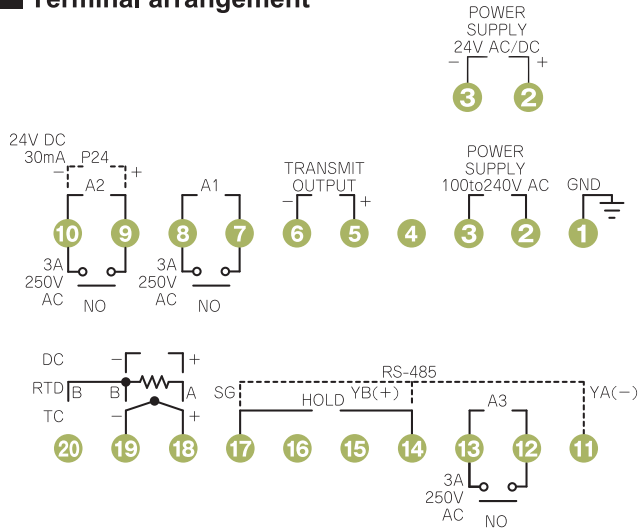 Terminal arrangement
POWER
SUPPLY
24V AC/DC
- +
3 2
24V DC
30mA P24
- +
A2
10 9
3A
250V
AC
NO
A1
8 7
3A
250V
AC
NO
TRANSMIT
OUTPUT
- +
6 5
4
POWER
SUPPLY
100to240V AC
3 2
GND
1
DC - +
RTD B B A
TC - +
20 19 18
RS-485
SG HOLD YB(+) YA(−)
17 16 15 14
A3
13 12 11
3A
250V
AC
NO